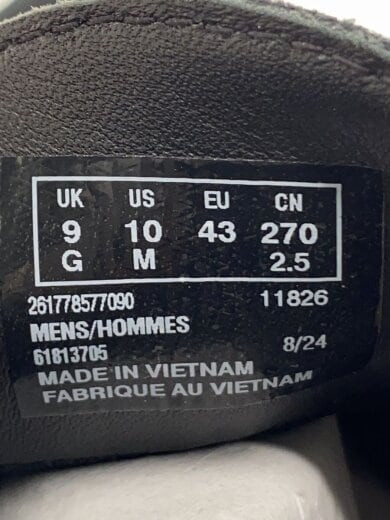 UK US EU CN
9 10 43 270
G M 2.5
261778577090 11826
MENS/HOMMES
61813705 8/24
MADE IN VIETNAM
FABRIQUE AU VIETNAM